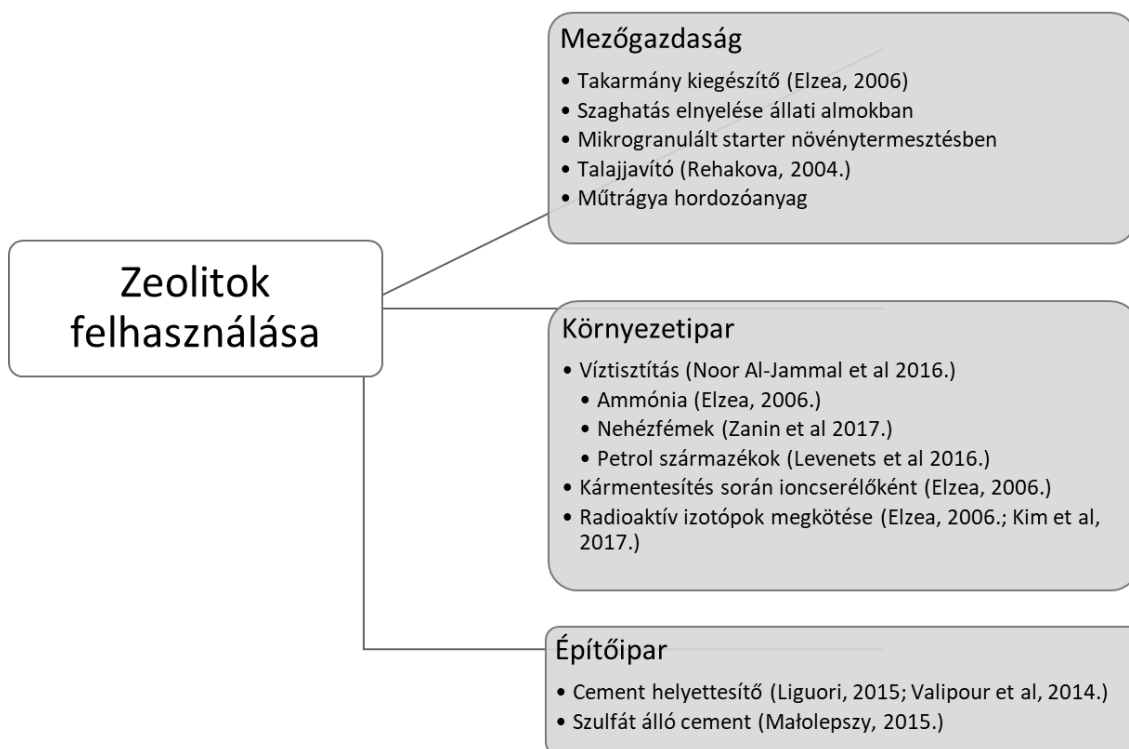 Zeolitok
felhasználása
Mezőgazdaság
• Takarmány kiegészítő (Elzea, 2006)
• Szaghatás elnyelése állati almokban
• Mikrogranulált starter növénytermesztésben
• Talajjavító (Rehakova, 2004.)
• Műtrágya hordozóanyag
Környezetipar
• Víztisztítás (Noor Al-Jammal et al 2016.)
• Ammónia (Elzea, 2006.)
• Nehézfémek (Zanin et al 2017.)
• Petrol származékok (Levenets et al 2016.)
• Kármentesítés során ioncserélőként (Elzea, 2006.)
• Radioaktív izotópok megkötése (Elzea, 2006.; Kim et al,
2017.)
Építőipar
• Cement helyettesítő (Liguori, 2015; Valipour et al, 2014.)
• Szulfát álló cement (Małolepszy, 2015.)